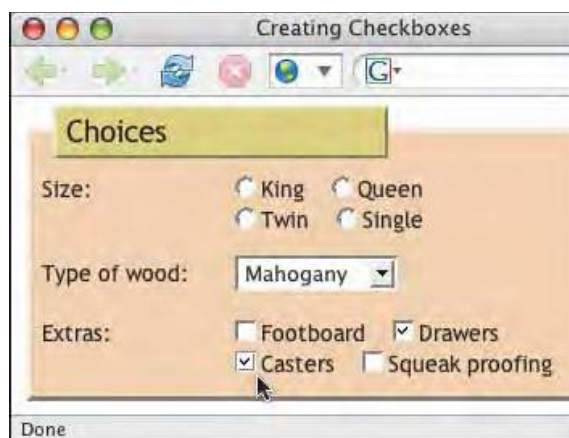 Creating Checkboxes
G
Choices
Size: King Queen
Twin Single
Type of wood: Mahogany
Extras: Footboard Drawers
Casters Squeak proofing
Done